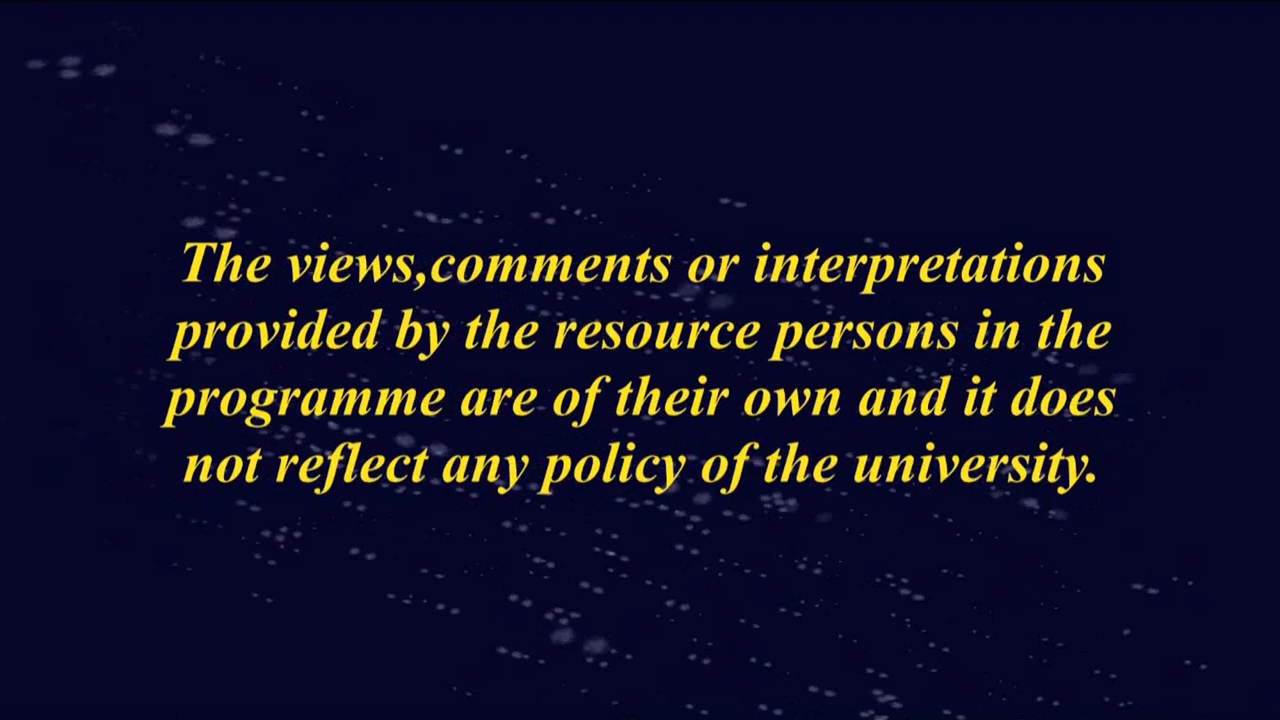 The views,comments or interpretations
provided by the resource persons in the
programme are of their own and it does
not reflect any policy of the university.